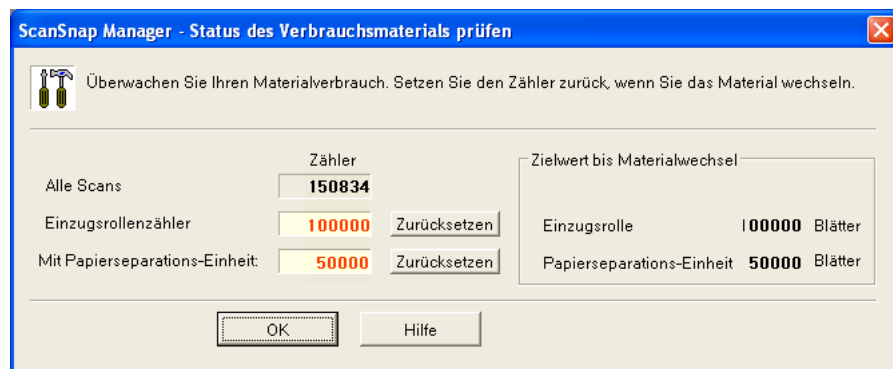 ScanSnap Manager - Status des Verbrauchsmaterials prüfen
Überwachen Sie Ihren Materialverbrauch. Setzen Sie den Zähler zurück, wenn Sie das Material wechseln.
Zähler
Alle Scans 150834
Einzugsrollenzähler 100000 Zurücksetzen
Mit Papierseparations-Einheit: 50000 Zurücksetzen
Zielwert bis Materialwechsel
Einzugsrolle 100000 Blätter
Papierseparations-Einheit 50000 Blätter
OK Hilfe